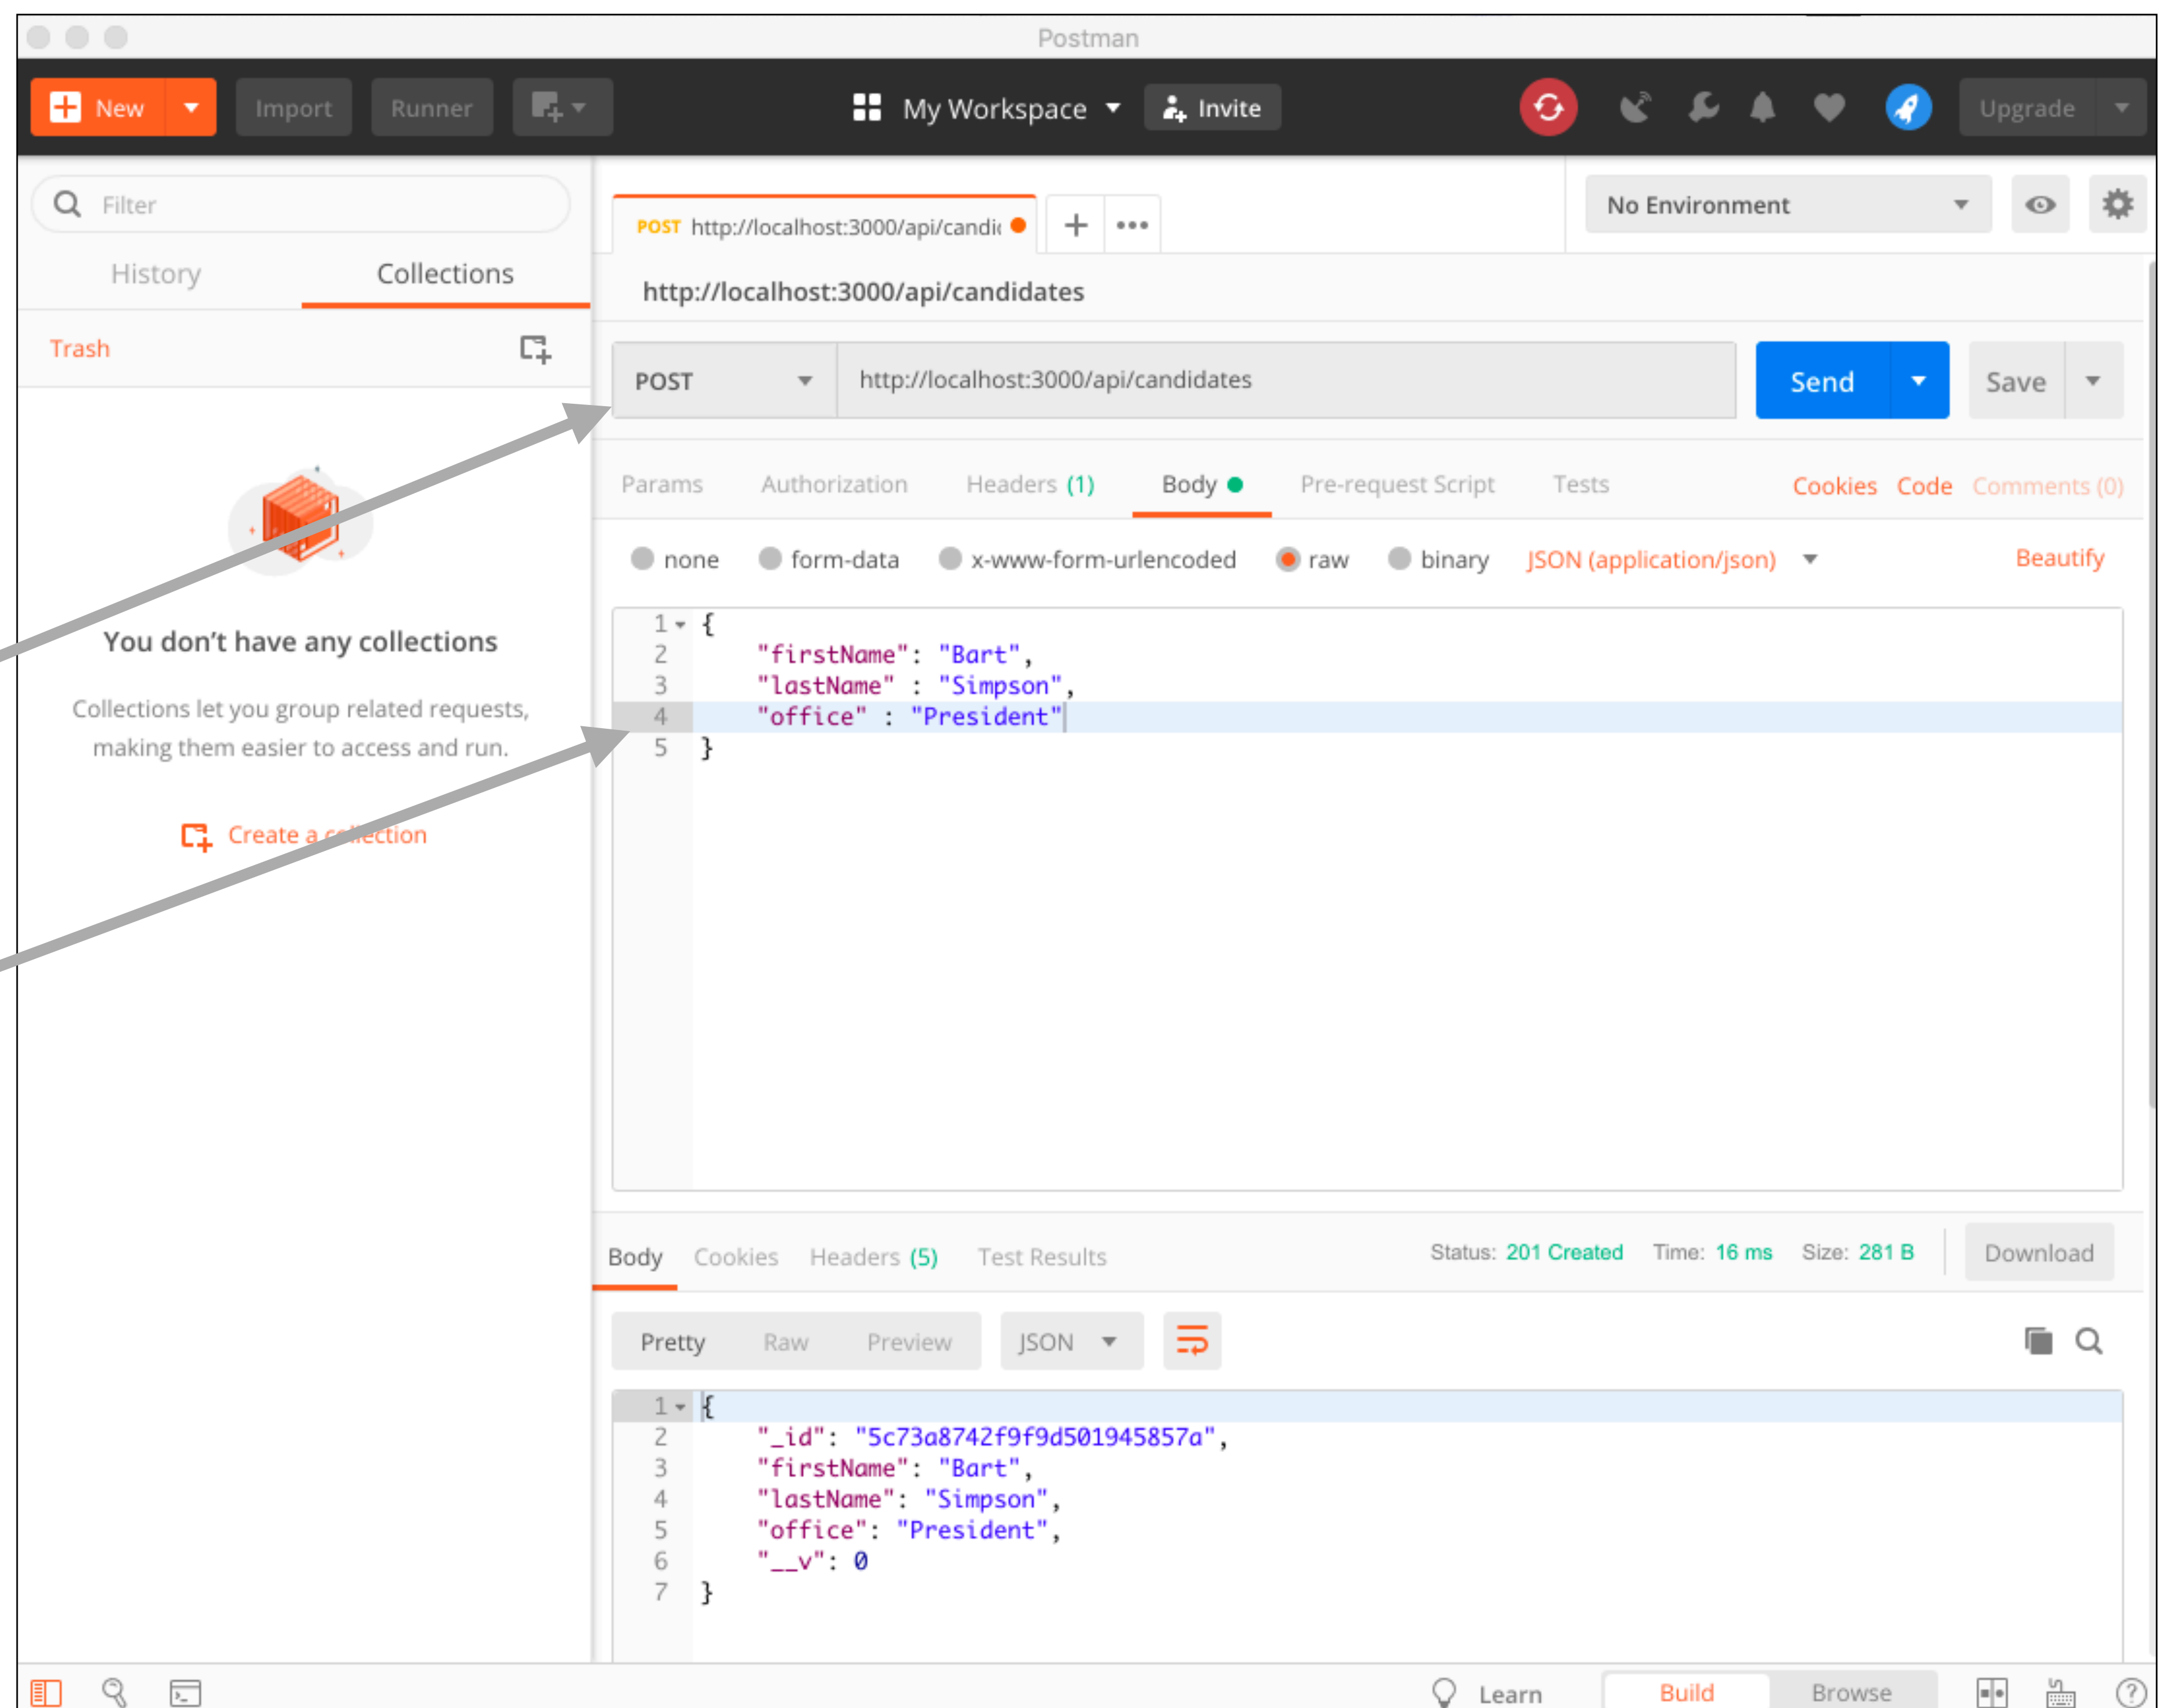 Postman
New Import Runner My Workspace Invite Upgrade
Filter
History Collections
Trash
You don't have any collections
Collections let you group related requests,
making them easier to access and run.
Create a collection
POST http://localhost:3000/api/candi
No Environment
http://localhost:3000/api/candidates
POST http://localhost:3000/api/candidates Send Save
Params Authorization Headers (1) Body Pre-request Script Tests Cookies Code Comments (0)
none form-data x-www-form-urlencoded raw binary JSON (application/json) Beautify
1 {
2 "firstName": "Bart",
3 "lastName" : "Simpson",
4 "office" : "President"
5 }
Body Cookies Headers (5) Test Results Status: 201 Created Time: 16 ms Size: 281 B Download
Pretty Raw Preview JSON
1 {
2 "_id": "5c73a8742f9f9d501945857a",
3 "firstName": "Bart",
4 "lastName": "Simpson",
5 "office": "President",
6 "__v": 0
7 }
Learn Build Browse